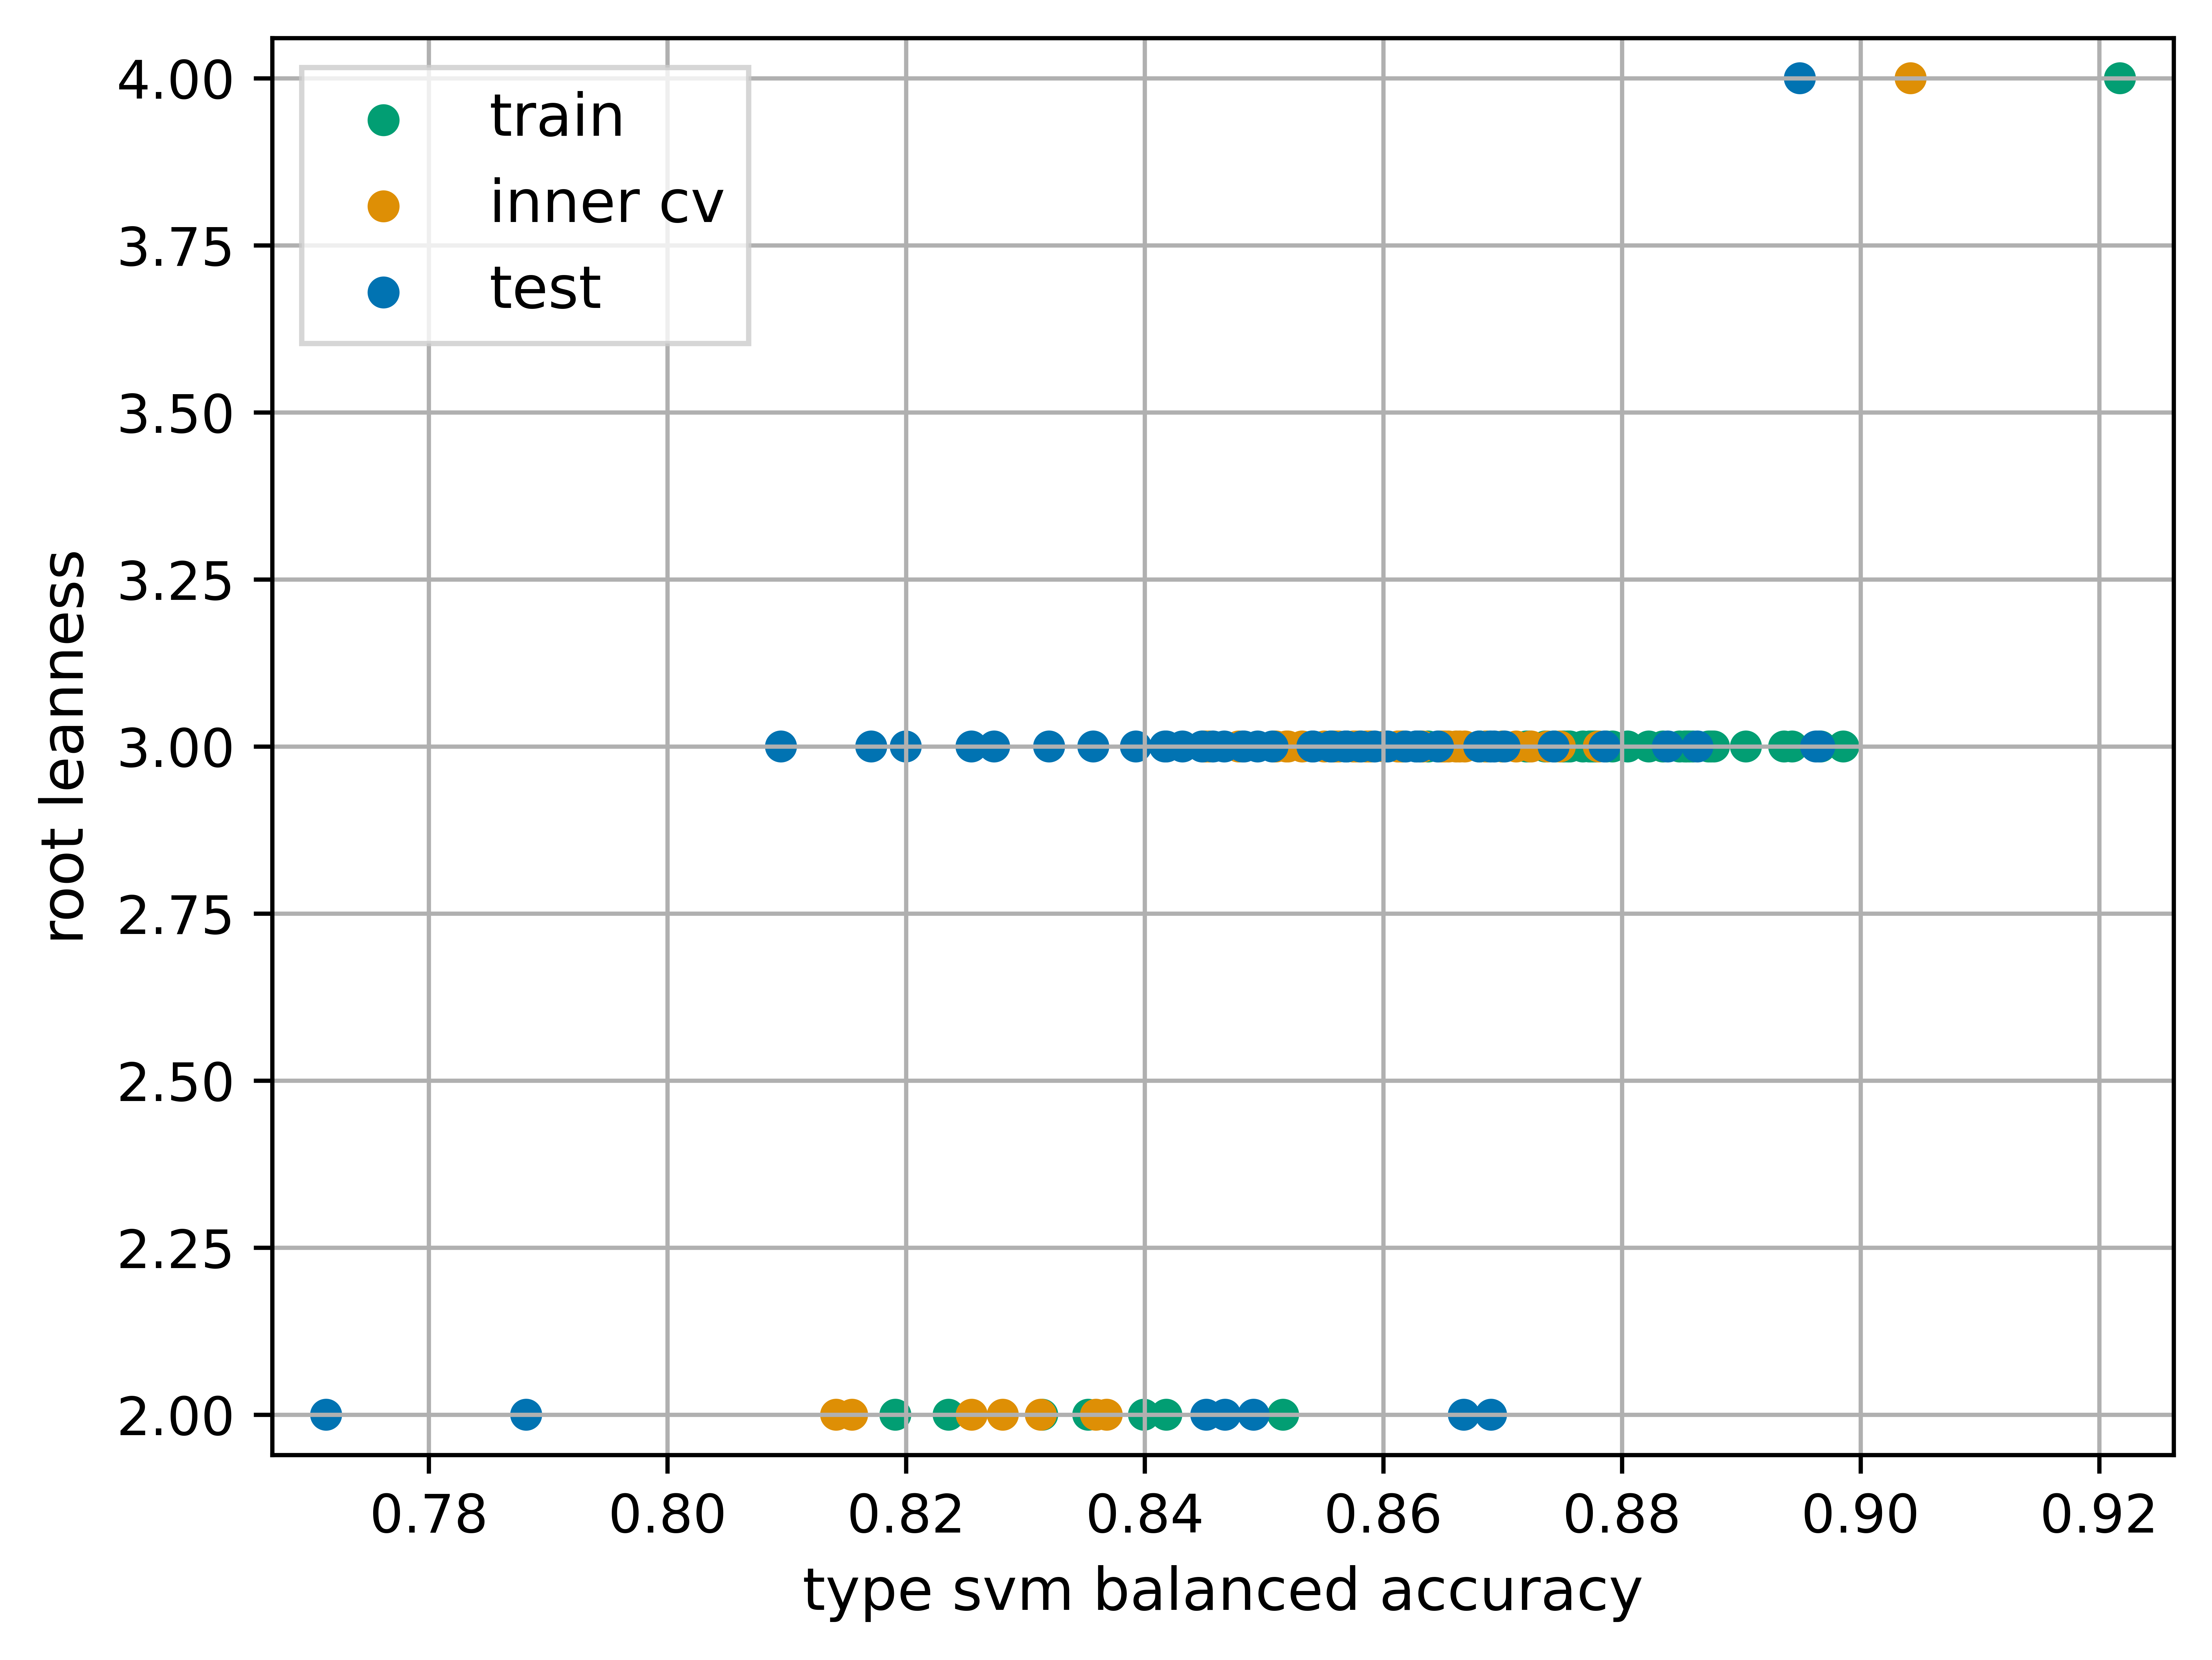 train
inner cv
test
4.00
3.75
3.50
3.25
3.00
2.75
2.50
2.25
2.00
root leanness
0.78 0.80 0.82 0.84 0.86 0.88 0.90 0.92
type svm balanced accuracy